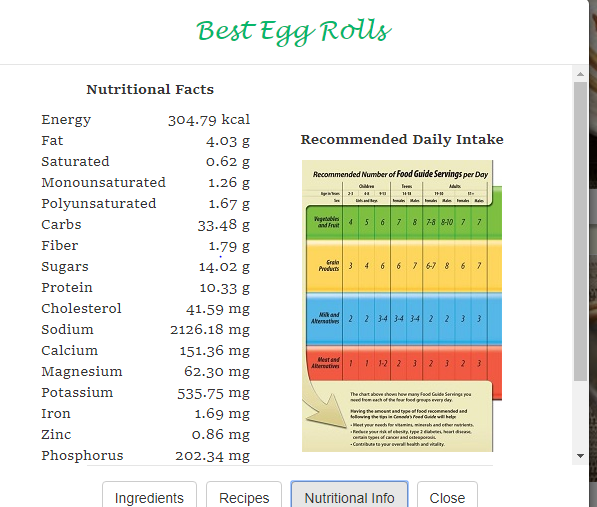 Best Egg Rolls
Nutritional Facts
Energy 304.79 kcal
Fat 4.03 g
Saturated 0.62 g
Monounsaturated 1.26 g
Polyunsaturated 1.67 g
Carbs 33.48 g
Fiber 1.79 g
Sugars 14.02 g
Protein 10.33 g
Cholesterol 41.59 mg
Sodium 2126.18 mg
Calcium 151.36 mg
Magnesium 62.30 mg
Potassium 535.75 mg
Iron 1.69 mg
Zinc 0.86 mg
Phosphorus 202.34 mg
Recommended Daily Intake
Recommended Number of Food Guide Servings per Day
Children Teens Adults
Age in Years 2-3 4-8 9-13 14-18 19-50 51+
Sex Girls and Boys Females Males Females Males Females Males
Vegetables and Fruit 4 5 6 7 8 7-8 8-10 7 7
Grain Products 3 4 6 6 7 6-7 8 6 7
Milk and Alternatives 2 2 3-4 3-4 3-4 2 2 3 3
Meat and Alternatives 1 1 1-2 2 3 2 3 2 3
The chart above shows how many Food Guide Servings you
need from each of the four food groups every day.
Having the amount and type of food recommended and
following the tips in Canada's Food Guide will help:
• Meet your needs for vitamins, minerals and other nutrients.
• Reduce your risk of obesity, type 2 diabetes, heart disease,
certain types of cancer and osteoporosis.
• Contribute to your overall health and vitality.
Ingredients
Recipes
Nutritional Info
Close